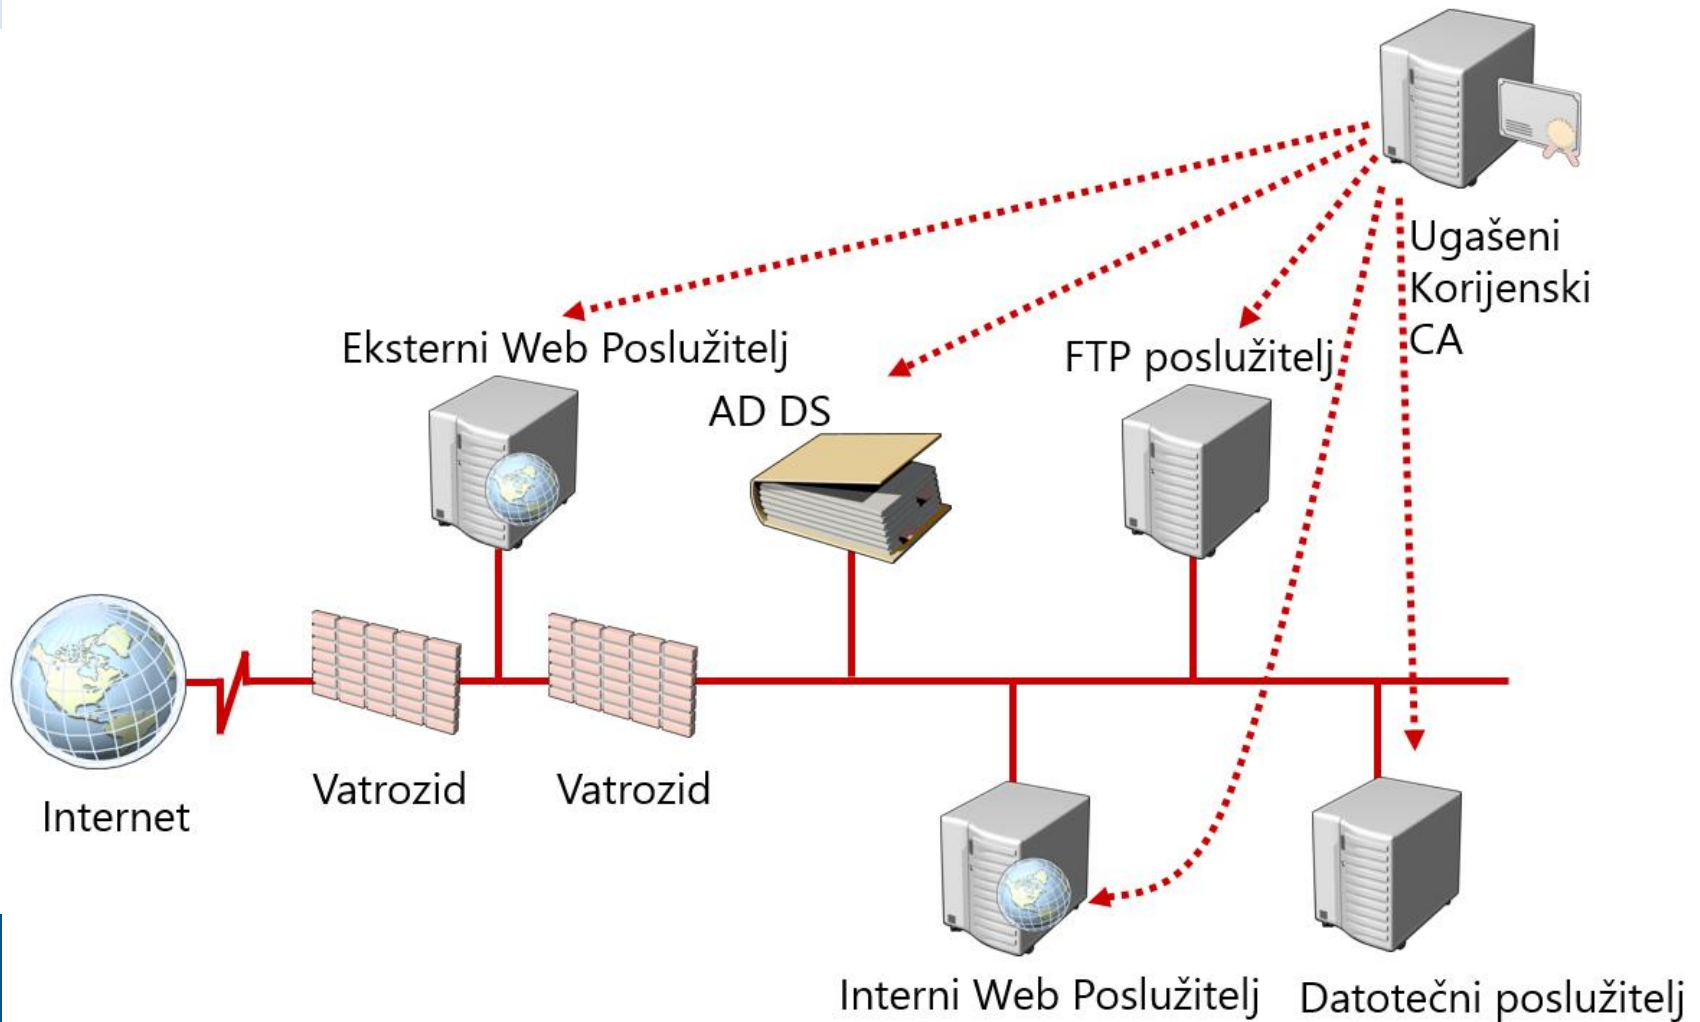 Ugašeni
Korijenski
CA
Eksterni Web Poslužitelj
FTP poslužitelj
AD DS
Internet
Vatrozid
Vatrozid
Interni Web Poslužitelj
Datotečni poslužitelj